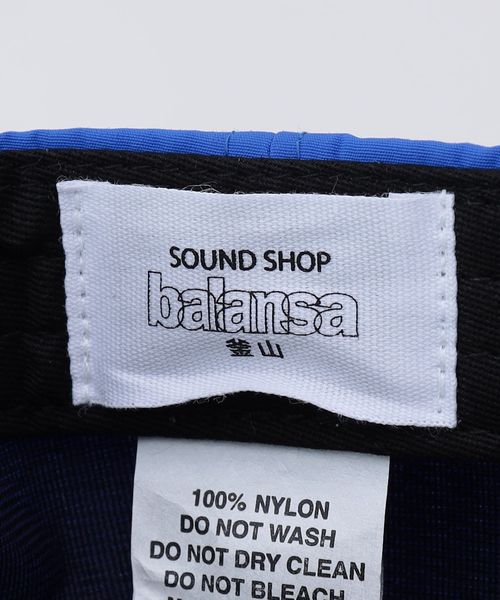 SOUND SHOP
balansa
釜山
100% NYLON
DO NOT WASH
DO NOT DRY CLEAN
DO NOT BLEACH